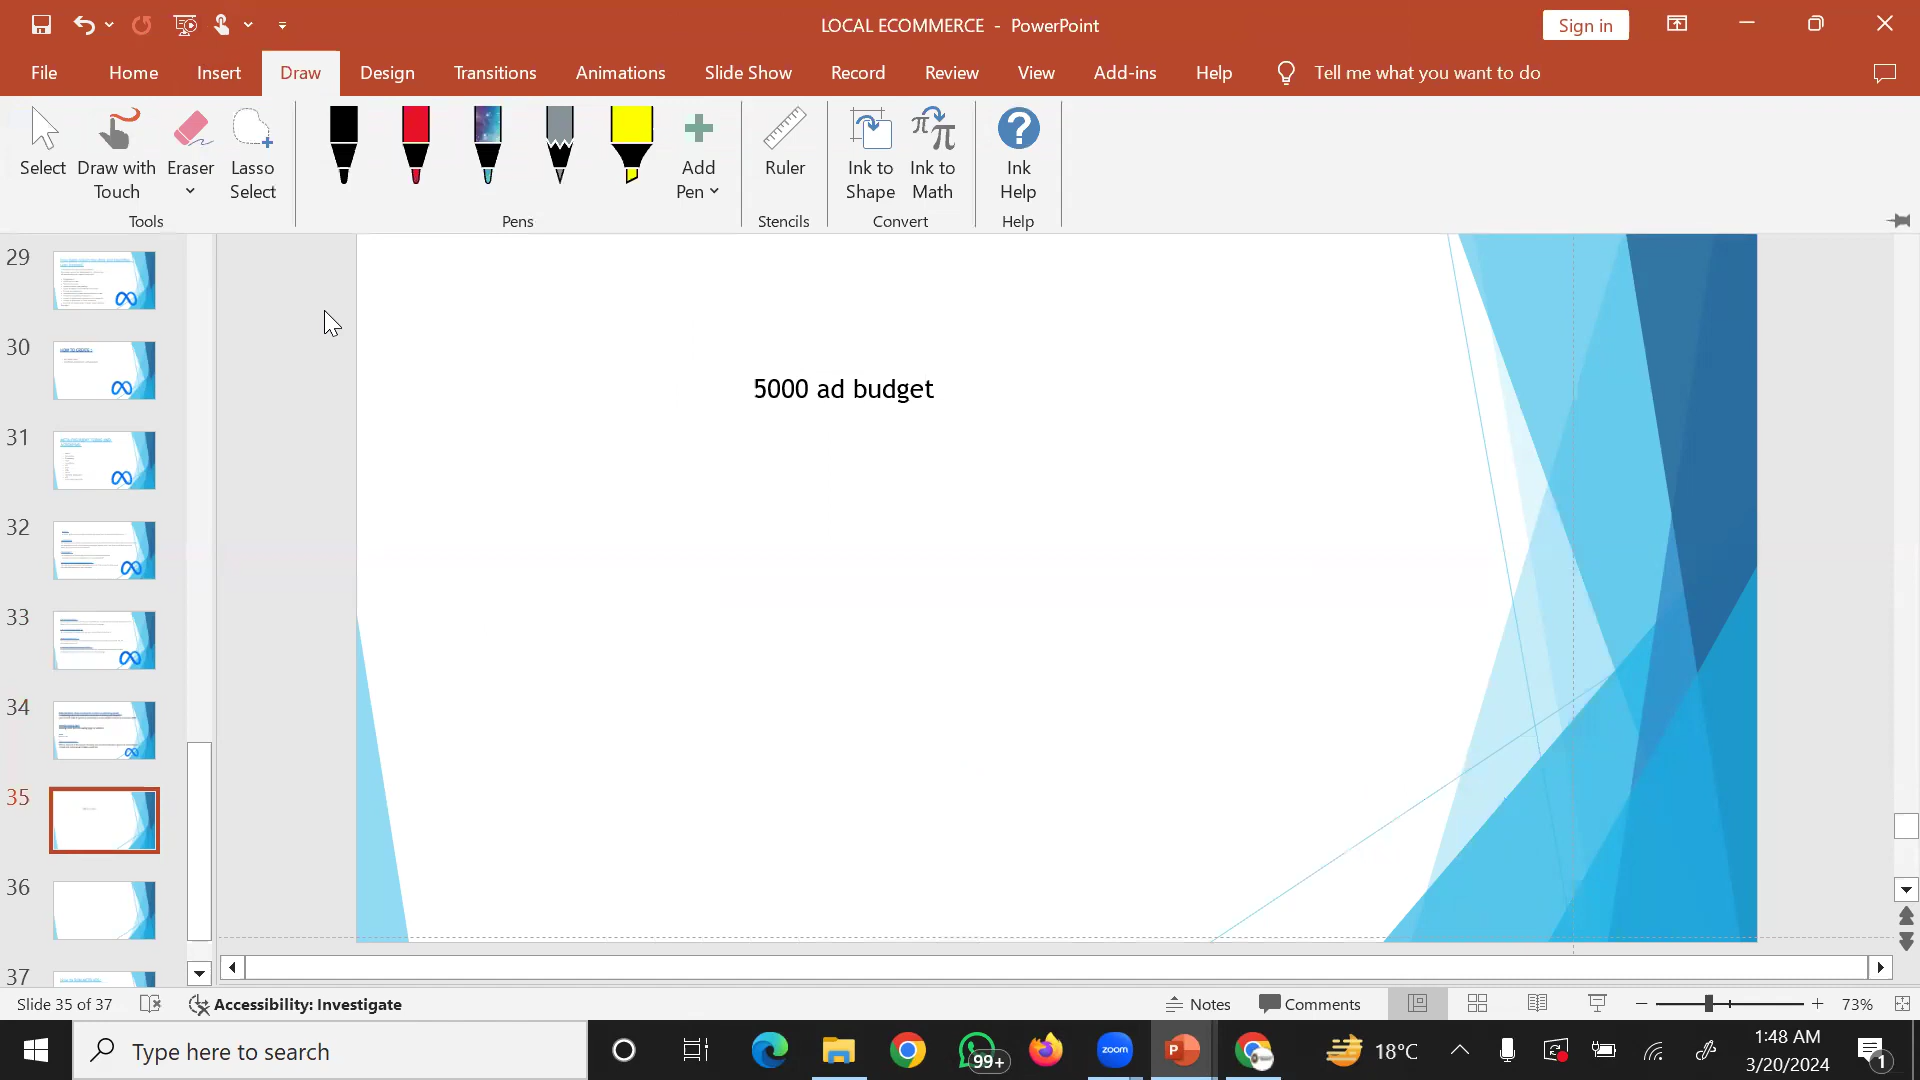 LOCAL ECOMMERCE - PowerPoint
Sign in
File Home Insert Draw Design Transitions Animations Slide Show Record Review View Add-ins Help Tell me what you want to do
Select
Draw with Touch
Eraser
Lasso Select
Add Pen
Ruler
Ink to Shape
Ink to Math
Ink Help
Tools
Pens
Stencils
Convert
Help
29
30
31
32
33
34
35
36
37
5000 ad budget
Slide 35 of 37
Accessibility: Investigate
Notes
Comments
73%
Type here to search
99+
zoom
18°C
1:48 AM
3/20/2024
1